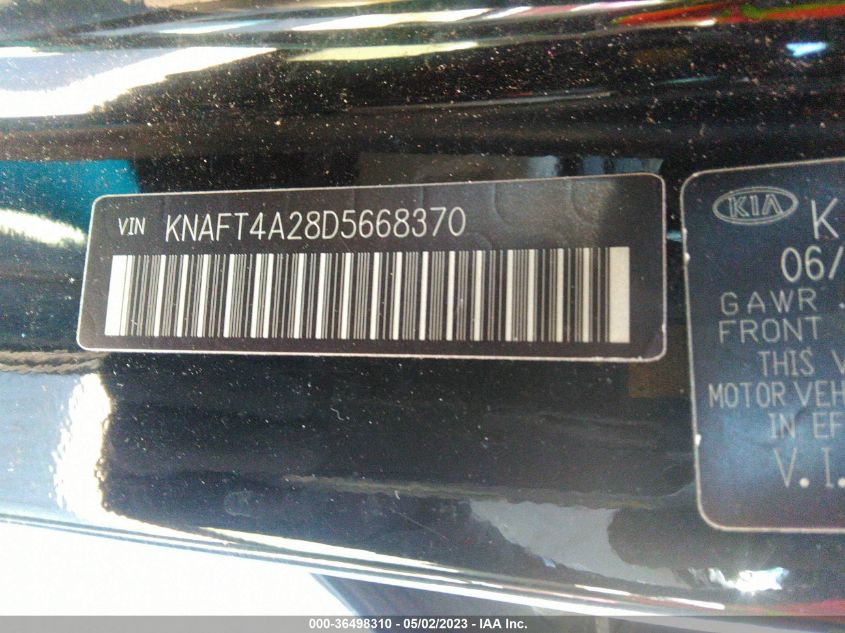 VIN KNAFT4A28D5668370
KIA K
06/
GAWR
FRONT
THIS V
MOTOR VEH
IN EF
V.I.
000-36498310 - 05/02/2023 - IAA Inc.